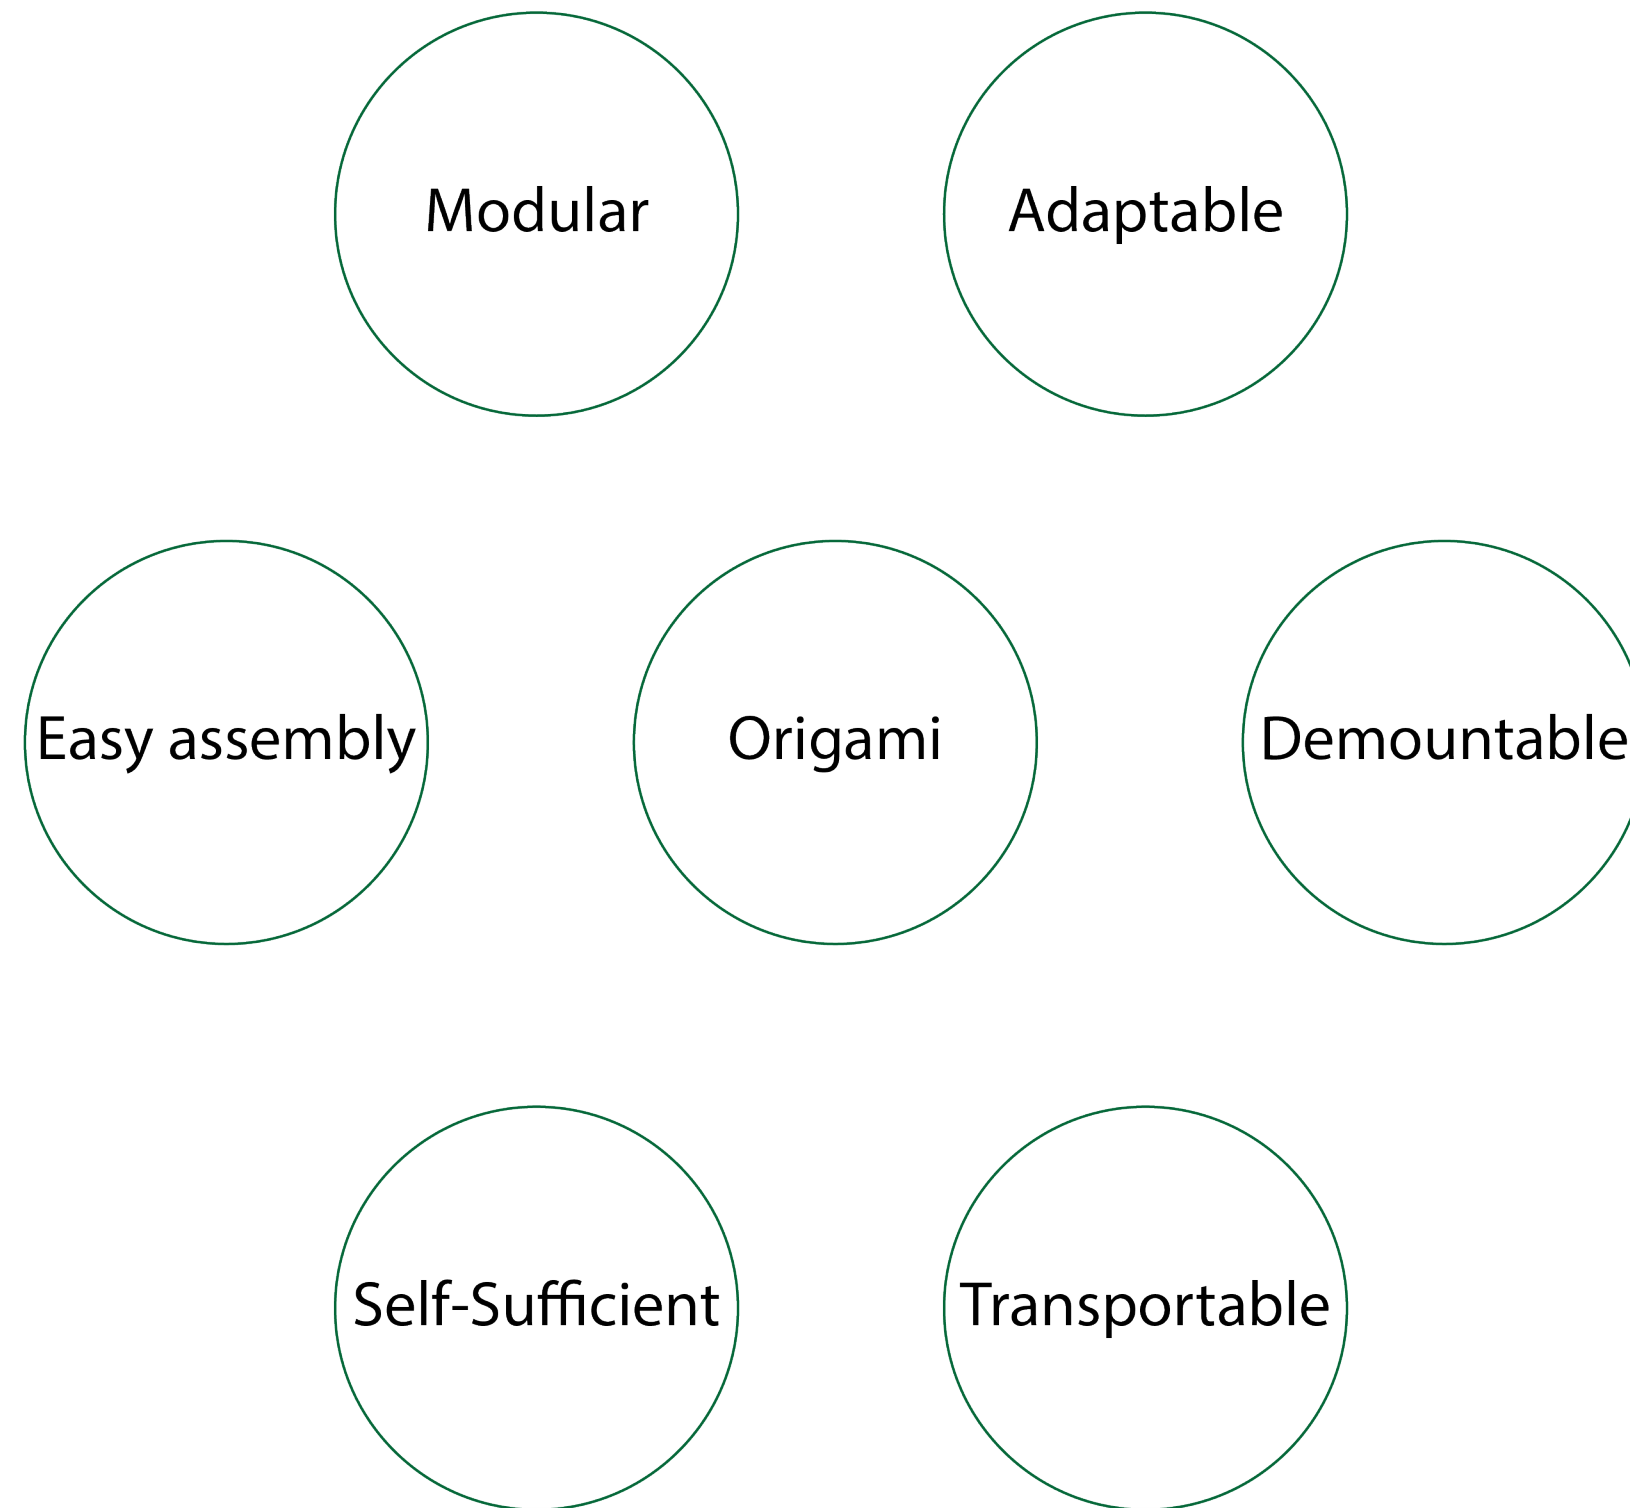 Modular
Adaptable
Easy assembly
Origami
Demountable
Self-Sufficient
Transportable